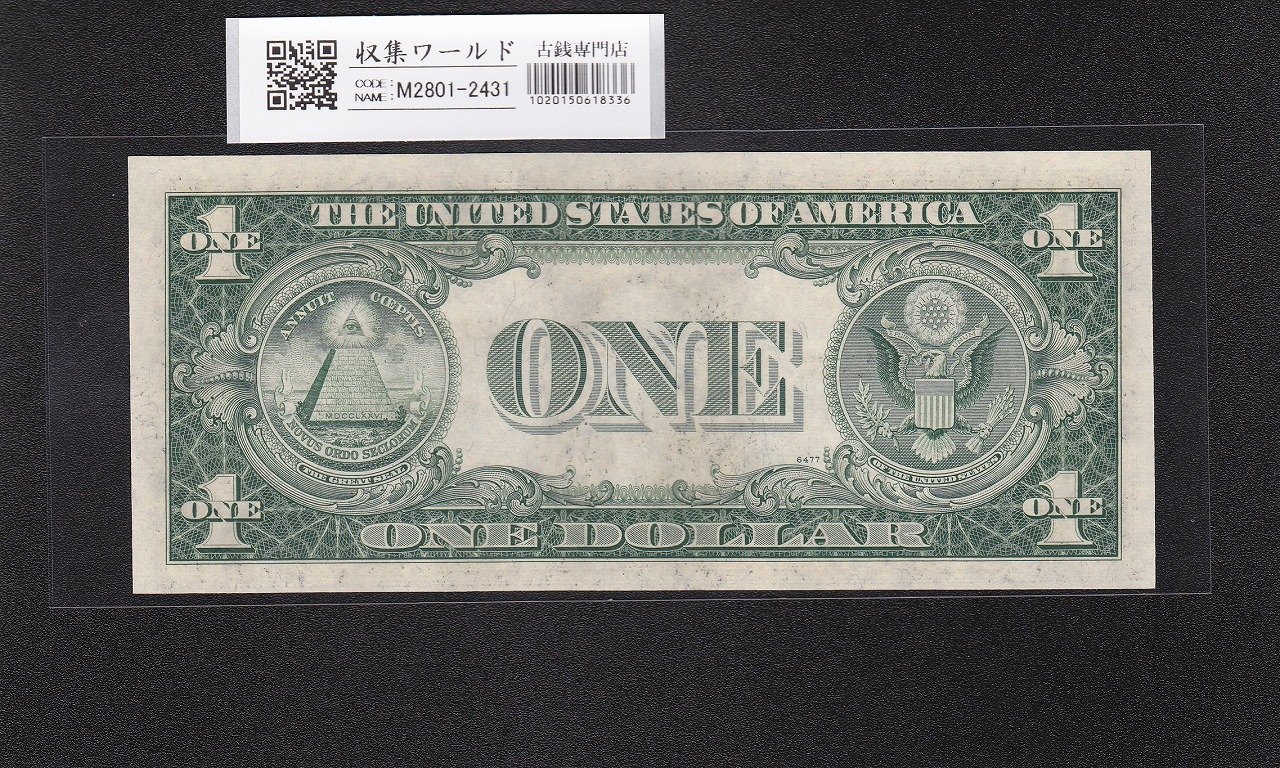 収集ワールド 古銭専門店
CODE:
NAME: M2801-2431
1020150618336
THE UNITED STATES OF AMERICA
1 ONE
1 ONE
ANNUIT CŒPTIS
MDCCLXXVI
NOVUS ORDO SECLORUM
THE GREAT SEAL
ONE
6477
OF THE UNITED STATES
1 ONE
1 ONE
ONE DOLLAR